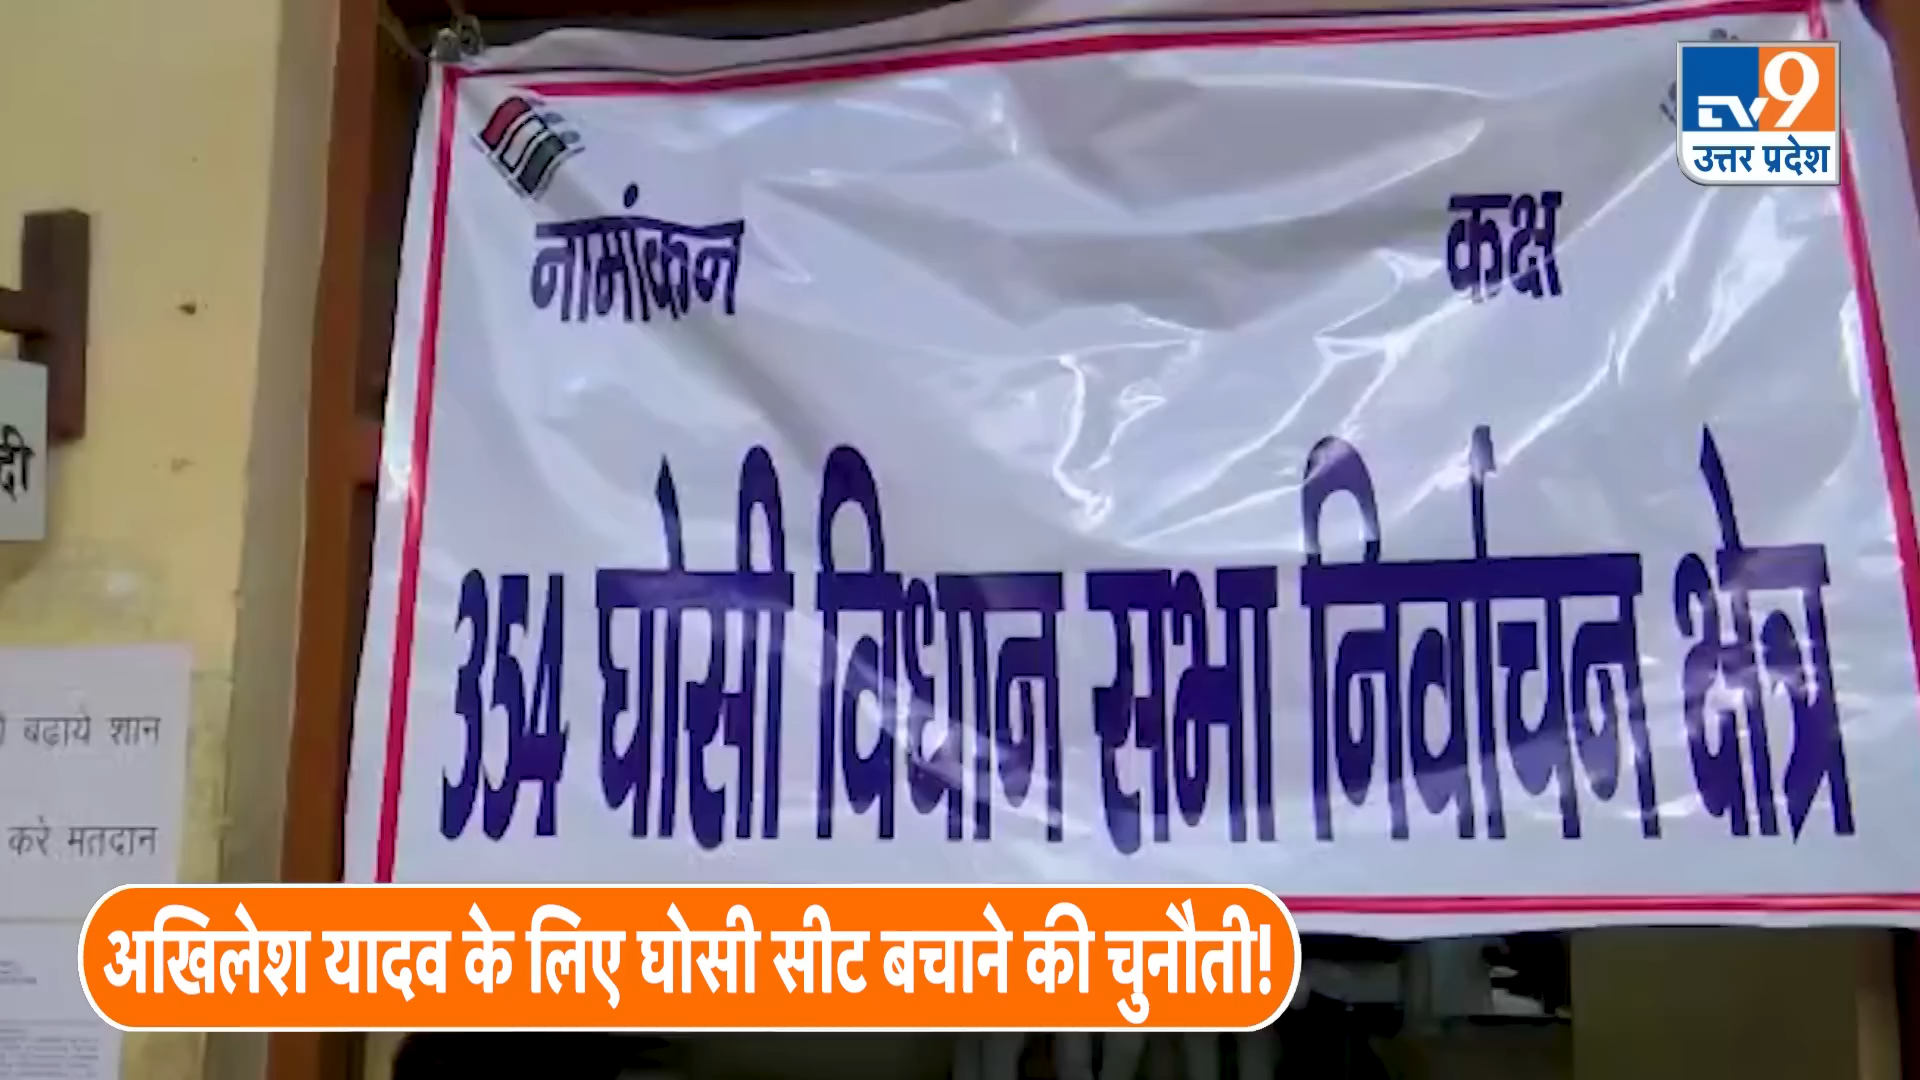 TV9
उत्तर प्रदेश
नामांकन कक्ष
354 घोसी विधान सभा निर्वाचन क्षेत्र
दी
बढाये शान
करे मतदान
अखिलेश यादव के लिए घोसी सीट बचाने की चुनौती!